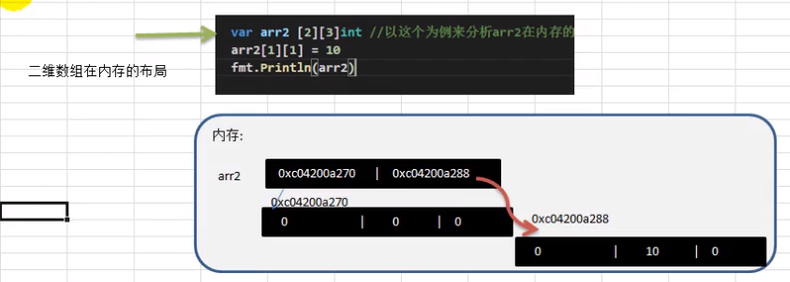 var arr2 [2][3]int //以这个为例来分析arr2在内存的
arr2[1][1] = 10
fmt.Println(arr2)
二维数组在内存的布局
内存:
arr2
0xc04200a270 | 0xc04200a288
0xc04200a270
0 | 0 | 0
0xc04200a288
0 | 10 | 0